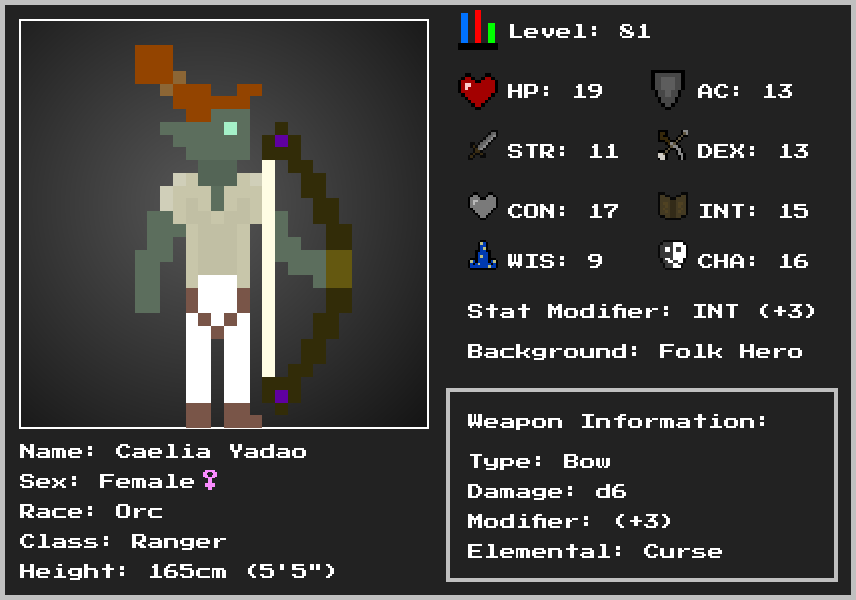 Level: 81
HP: 19 AC: 13
STR: 11 DEX: 13
CON: 17 INT: 15
WIS: 9 CHA: 16
Stat Modifier: INT (+3)
Background: Folk Hero
Weapon Information:
Type: Bow
Damage: d6
Modifier: (+3)
Elemental: Curse
Name: Caelia Yadao
Sex: Female♀
Race: Orc
Class: Ranger
Height: 165cm (5'5")